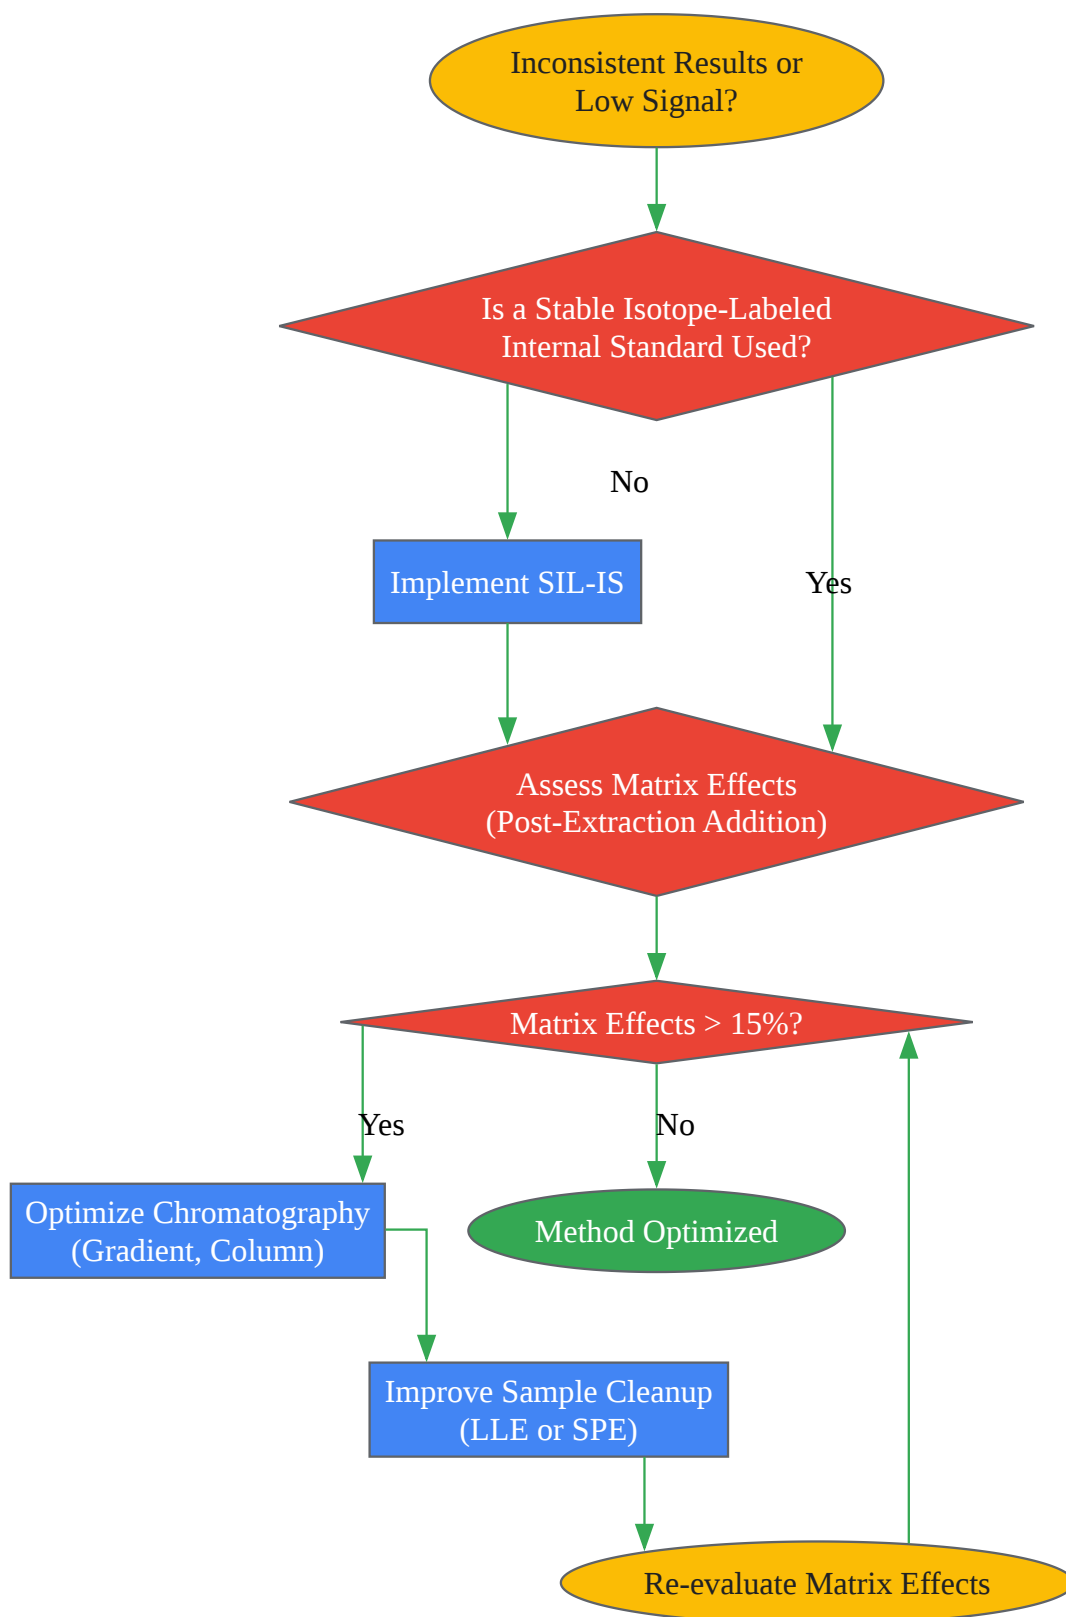 Inconsistent Results or
Low Signal?
Is a Stable Isotope-Labeled
Internal Standard Used?
No
Implement SIL-IS
Yes
Assess Matrix Effects
(Post-Extraction Addition)
Matrix Effects > 15%?
Yes
No
Optimize Chromatography
(Gradient, Column)
Method Optimized
Improve Sample Cleanup
(LLE or SPE)
Re-evaluate Matrix Effects